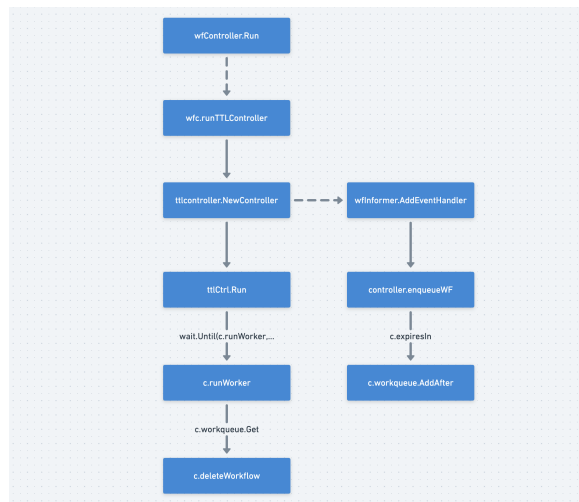 wfController.Run
wfc.runTTLController
ttlcontroller.NewController
wfInformer.AddEventHandler
ttlCtrl.Run
controller.enqueueWF
wait.Until(c.runWorker,...
c.expiresIn
c.runWorker
c.workqueue.AddAfter
c.workqueue.Get
c.deleteWorkflow